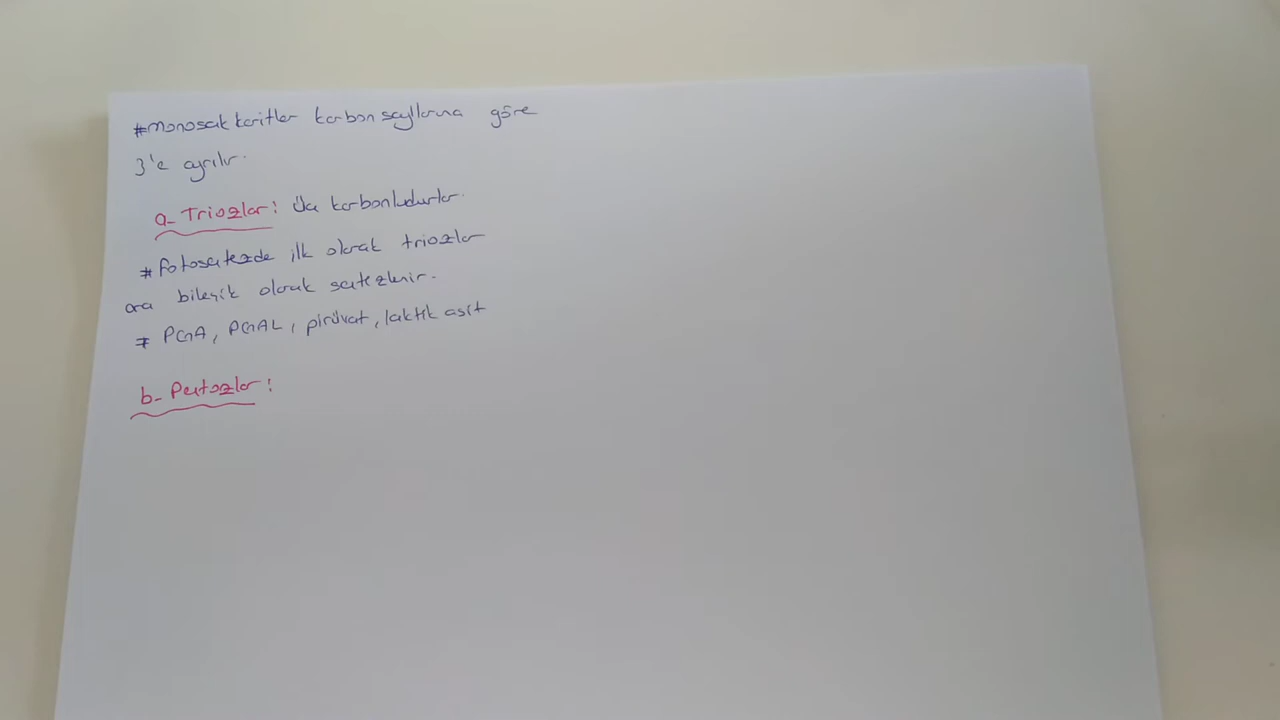 #Monosakkaritler karbon sayılarına göre
3'e ayrılır.
a- Triozlar: Üç karbonludurlar.
* Fotosentezde ilk olarak triozlar
ara bileşik olarak sentezlenir.
* PGA, PGAL, pirüvat, laktik asit
b- Pentozlar: